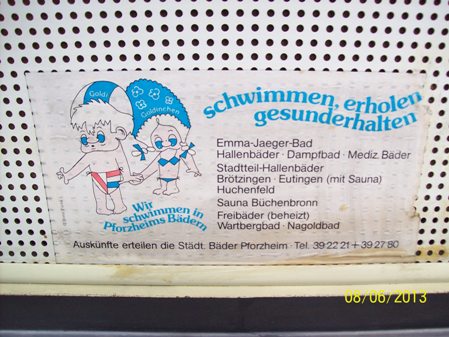 Goldi
Goldinchen
schwimmen, erholen
gesunderhalten
Emma-Jaeger-Bad
Hallenbäder · Dampfbad · Mediz. Bäder
Stadtteil-Hallenbäder
Brötzingen · Eutingen (mit Sauna)
Huchenfeld
Sauna Büchenbronn
Freibäder (beheizt)
Wartbergbad · Nagoldbad
Wir
schwimmen in
Pforzheims Bädern
Auskünfte erteilen die Städt. Bäder Pforzheim · Tel. 39 22 21 + 39 27 80
08/06/2013